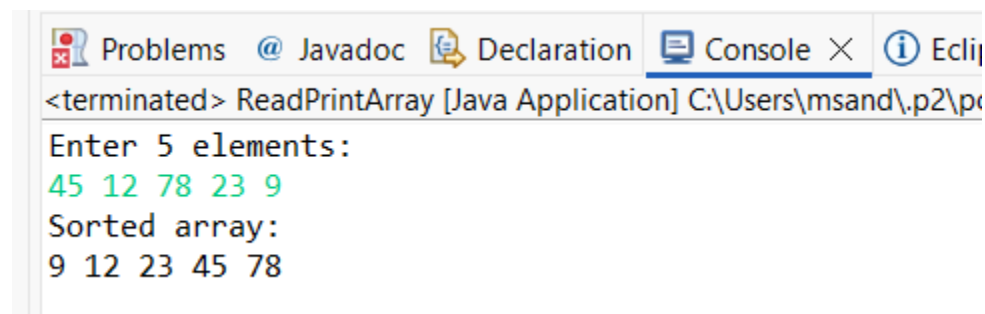 Problems @ Javadoc Declaration Console Ecli
<terminated> ReadPrintArray [Java Application] C:\Users\msand\.p2\po
Enter 5 elements:
45 12 78 23 9
Sorted array:
9 12 23 45 78